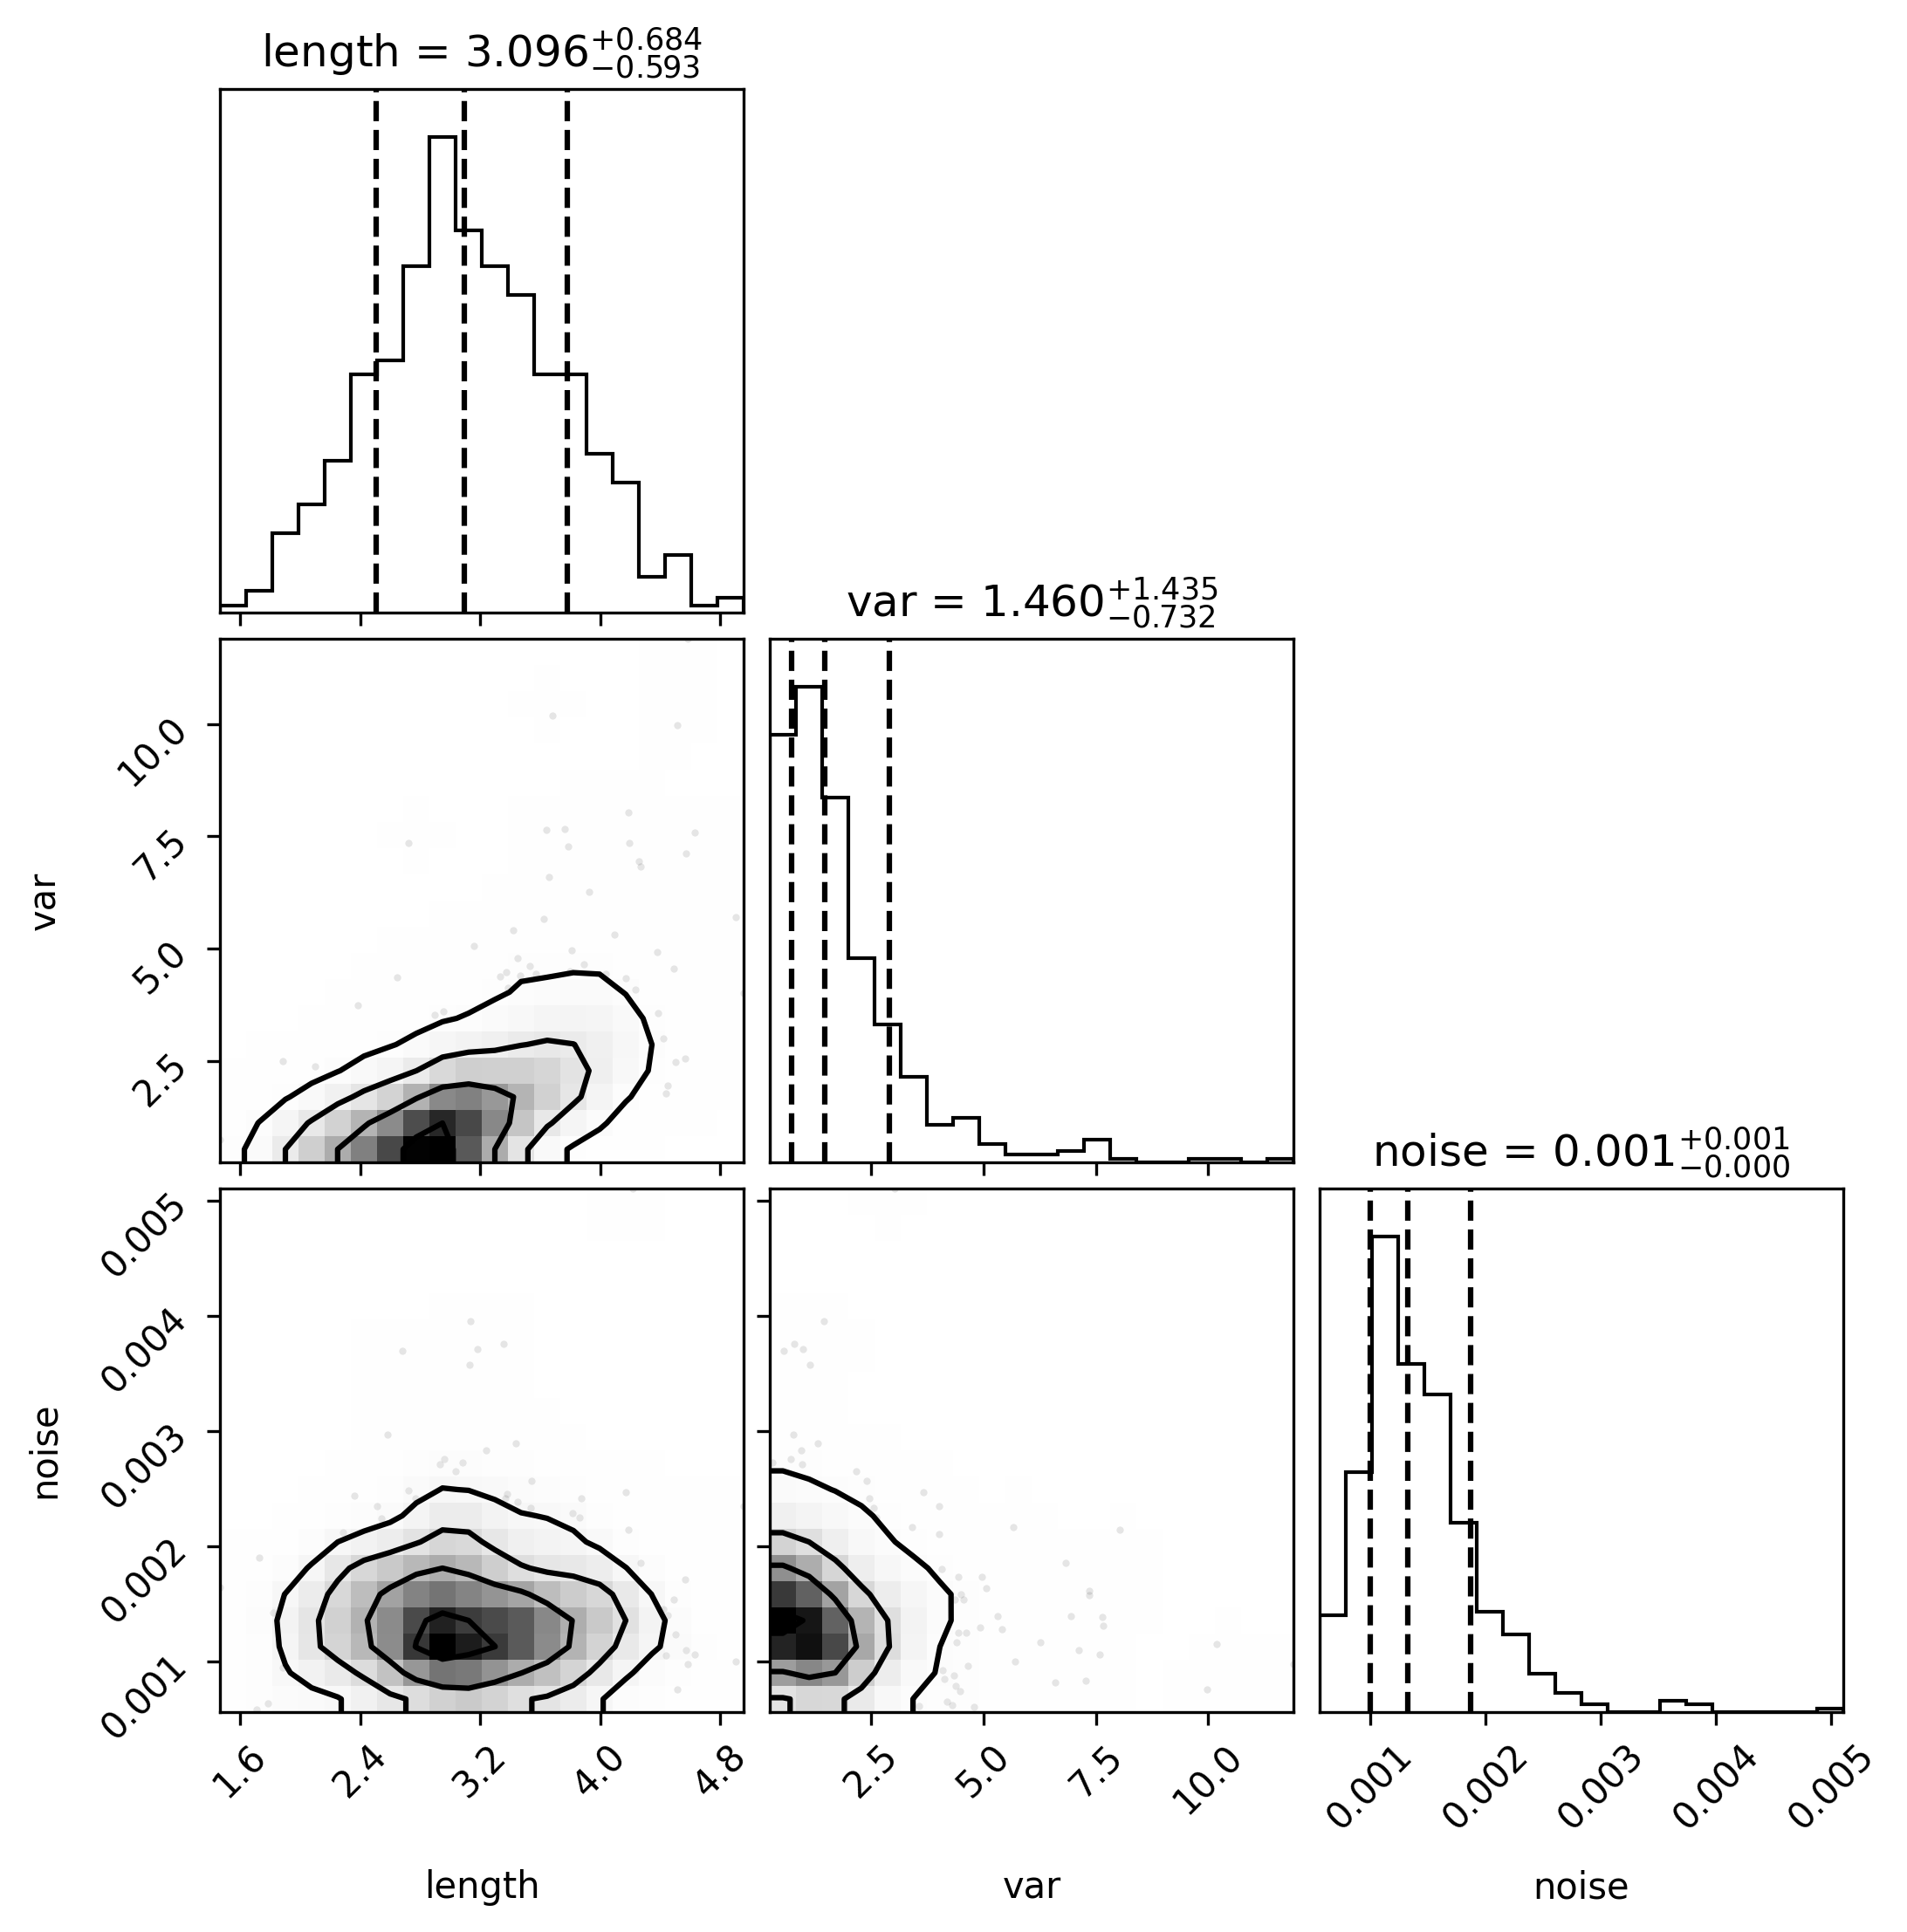 length = 3.096 +0.684 −0.593
var = 1.460 +1.435 −0.732
10.0
7.5
5.0
2.5
var
noise = 0.001 +0.001 −0.000
0.005
0.004
0.003
0.002
0.001
noise
1.6 2.4 3.2 4.0 4.8
2.5 5.0 7.5 10.0
0.001 0.002 0.003 0.004 0.005
length var noise